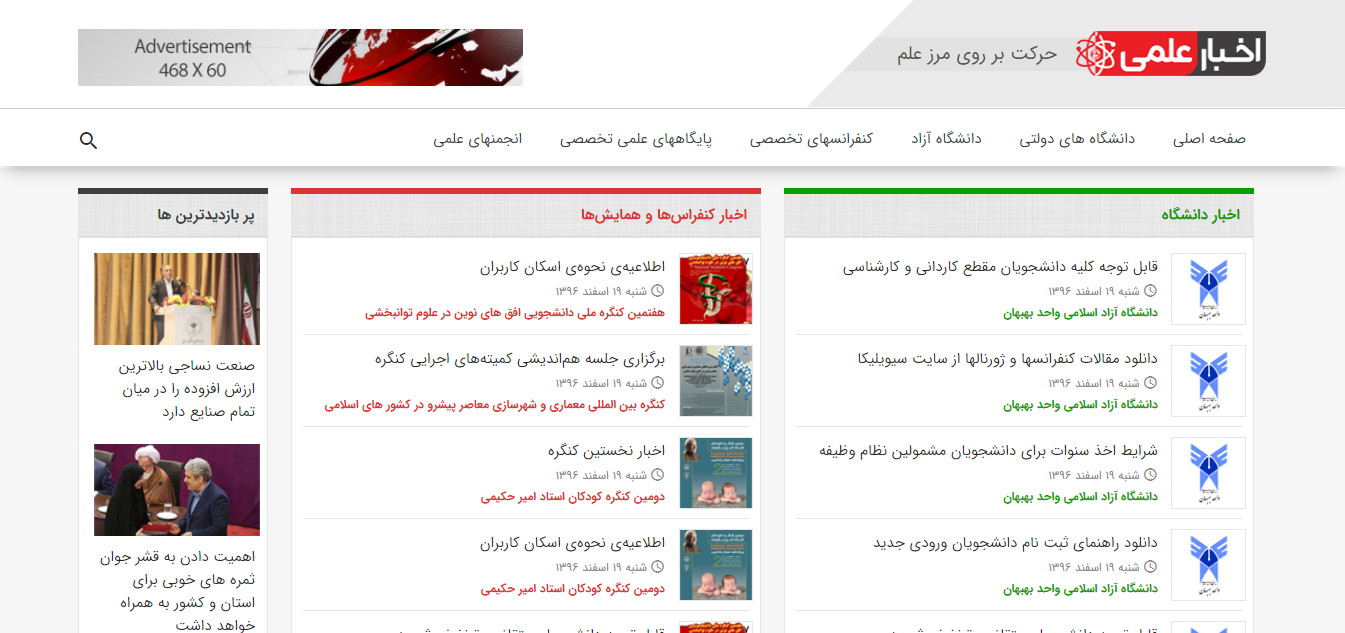 اخبار علمی
حرکت بر روی مرز علم
Advertisement
468 X 60
صفحه اصلی
دانشگاه های دولتی
دانشگاه آزاد
کنفرانسهای تخصصی
پایگاههای علمی تخصصی
انجمنهای علمی
اخبار دانشگاه
قابل توجه کلیه دانشجویان مقطع کاردانی و کارشناسی
شنبه ۱۹ اسفند ۱۳۹۶
دانشگاه آزاد اسلامی واحد بهبهان
دانلود مقالات کنفرانسها و ژورنالها از سایت سیویلیکا
شنبه ۱۹ اسفند ۱۳۹۶
دانشگاه آزاد اسلامی واحد بهبهان
شرایط اخذ سنوات برای دانشجویان مشمولین نظام وظیفه
شنبه ۱۹ اسفند ۱۳۹۶
دانشگاه آزاد اسلامی واحد بهبهان
دانلود راهنمای ثبت نام دانشجویان ورودی جدید
شنبه ۱۹ اسفند ۱۳۹۶
دانشگاه آزاد اسلامی واحد بهبهان
اخبار کنفراس‌ها و همایش‌ها
اطلاعیه‌ی نحوه‌ی اسکان کاربران
شنبه ۱۹ اسفند ۱۳۹۶
هفتمین کنگره ملی دانشجویی افق های نوین در علوم توانبخشی
برگزاری جلسه هم‌اندیشی کمیته‌های اجرایی کنگره
شنبه ۱۹ اسفند ۱۳۹۶
کنگره بین المللی معماری و شهرسازی معاصر پیشرو در کشور های اسلامی
اخبار نخستین کنگره
شنبه ۱۹ اسفند ۱۳۹۶
دومین کنگره کودکان استاد امیر حکیمی
اطلاعیه‌ی نحوه‌ی اسکان کاربران
شنبه ۱۹ اسفند ۱۳۹۶
دومین کنگره کودکان استاد امیر حکیمی
پر بازدیدترین ها
صنعت نساجی بالاترین
ارزش افزوده را در میان
تمام صنایع دارد
اهمیت دادن به قشر جوان
ثمره های خوبی برای
استان و کشور به همراه
خواهد داشت